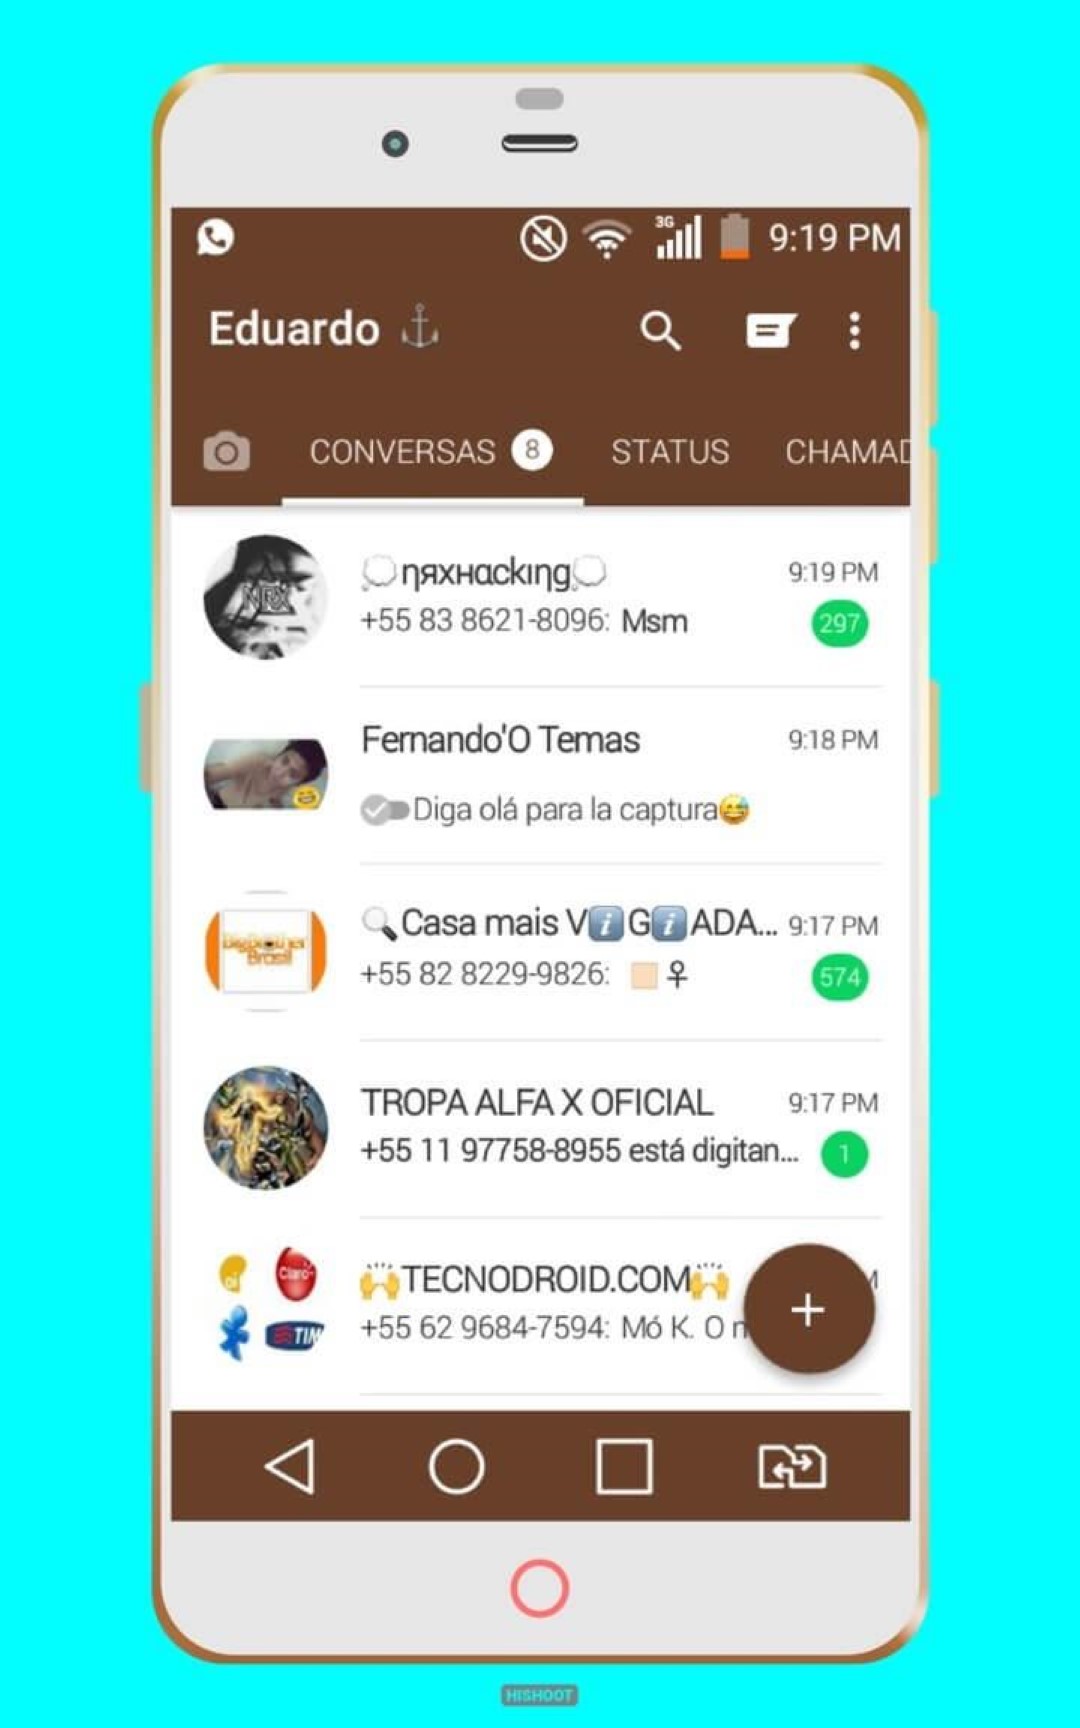 3G 9:19 PM
Eduardo ⚓
CONVERSAS 8 STATUS CHAMAD
NRX
💭ηяxнαcкιηg💭 9:19 PM
+55 83 8621-8096: Msm 297
Fernando'O Temas 9:18 PM
Diga olá para la captura😅
🔍Casa mais VℹGℹADA... 9:17 PM
BigBrother
Brasil
+55 82 8229-9826: 🏼♀ 574
TROPA ALFA X OFICIAL 9:17 PM
+55 11 97758-8955 está digitan... 1
oi Claro
TIM
🙌TECNODROID.COM🙌 M
+55 62 9684-7594: Mó K. O n
HISHOOT